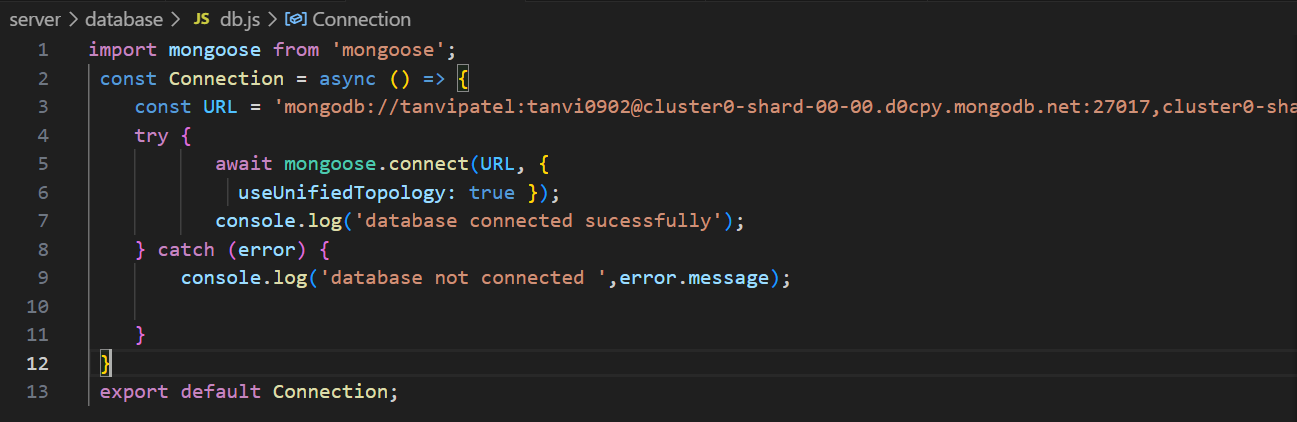 server > database > JS db.js > Connection
1 import mongoose from 'mongoose';
2 const Connection = async () => {
3 const URL = 'mongodb://tanvipatel:tanvi0902@cluster0-shard-00-00.d0cpy.mongodb.net:27017,cluster0-sha
4 try {
5 await mongoose.connect(URL, {
6 useUnifiedTopology: true });
7 console.log('database connected sucessfully');
8 } catch (error) {
9 console.log('database not connected ',error.message);
10
11 }
12 }
13 export default Connection;